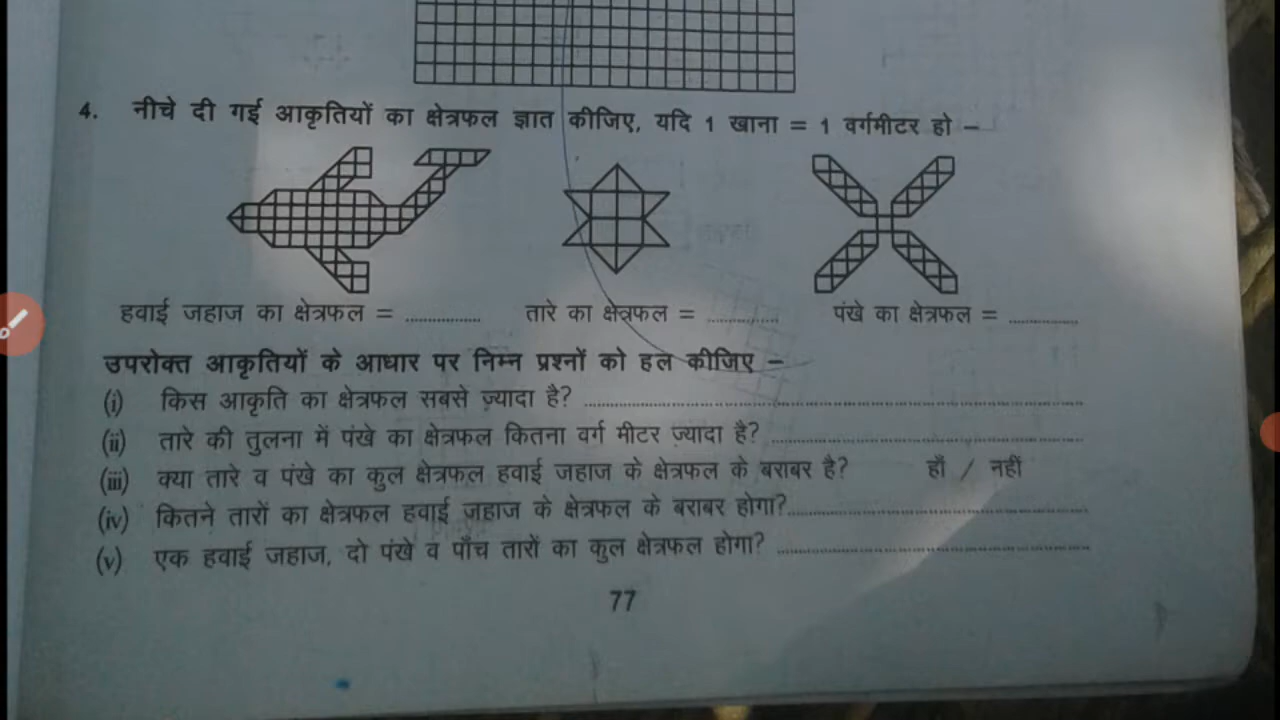 4. नीचे दी गई आकृतियों का क्षेत्रफल ज्ञात कीजिए, यदि 1 खाना = 1 वर्गमीटर हो –
हवाई जहाज का क्षेत्रफल = ............... तारे का क्षेत्रफल = ............... पंखे का क्षेत्रफल = ...............
उपरोक्त आकृतियों के आधार पर निम्न प्रश्नों को हल कीजिए –
(i) किस आकृति का क्षेत्रफल सबसे ज़्यादा है? ...............
(ii) तारे की तुलना में पंखे का क्षेत्रफल कितना वर्ग मीटर ज़्यादा है? ...............
(iii) क्या तारे व पंखे का कुल क्षेत्रफल हवाई जहाज के क्षेत्रफल के बराबर है? हाँ / नहीं
(iv) कितने तारों का क्षेत्रफल हवाई जहाज के क्षेत्रफल के बराबर होगा? ...............
(v) एक हवाई जहाज, दो पंखे व पाँच तारों का कुल क्षेत्रफल होगा? ...............
77